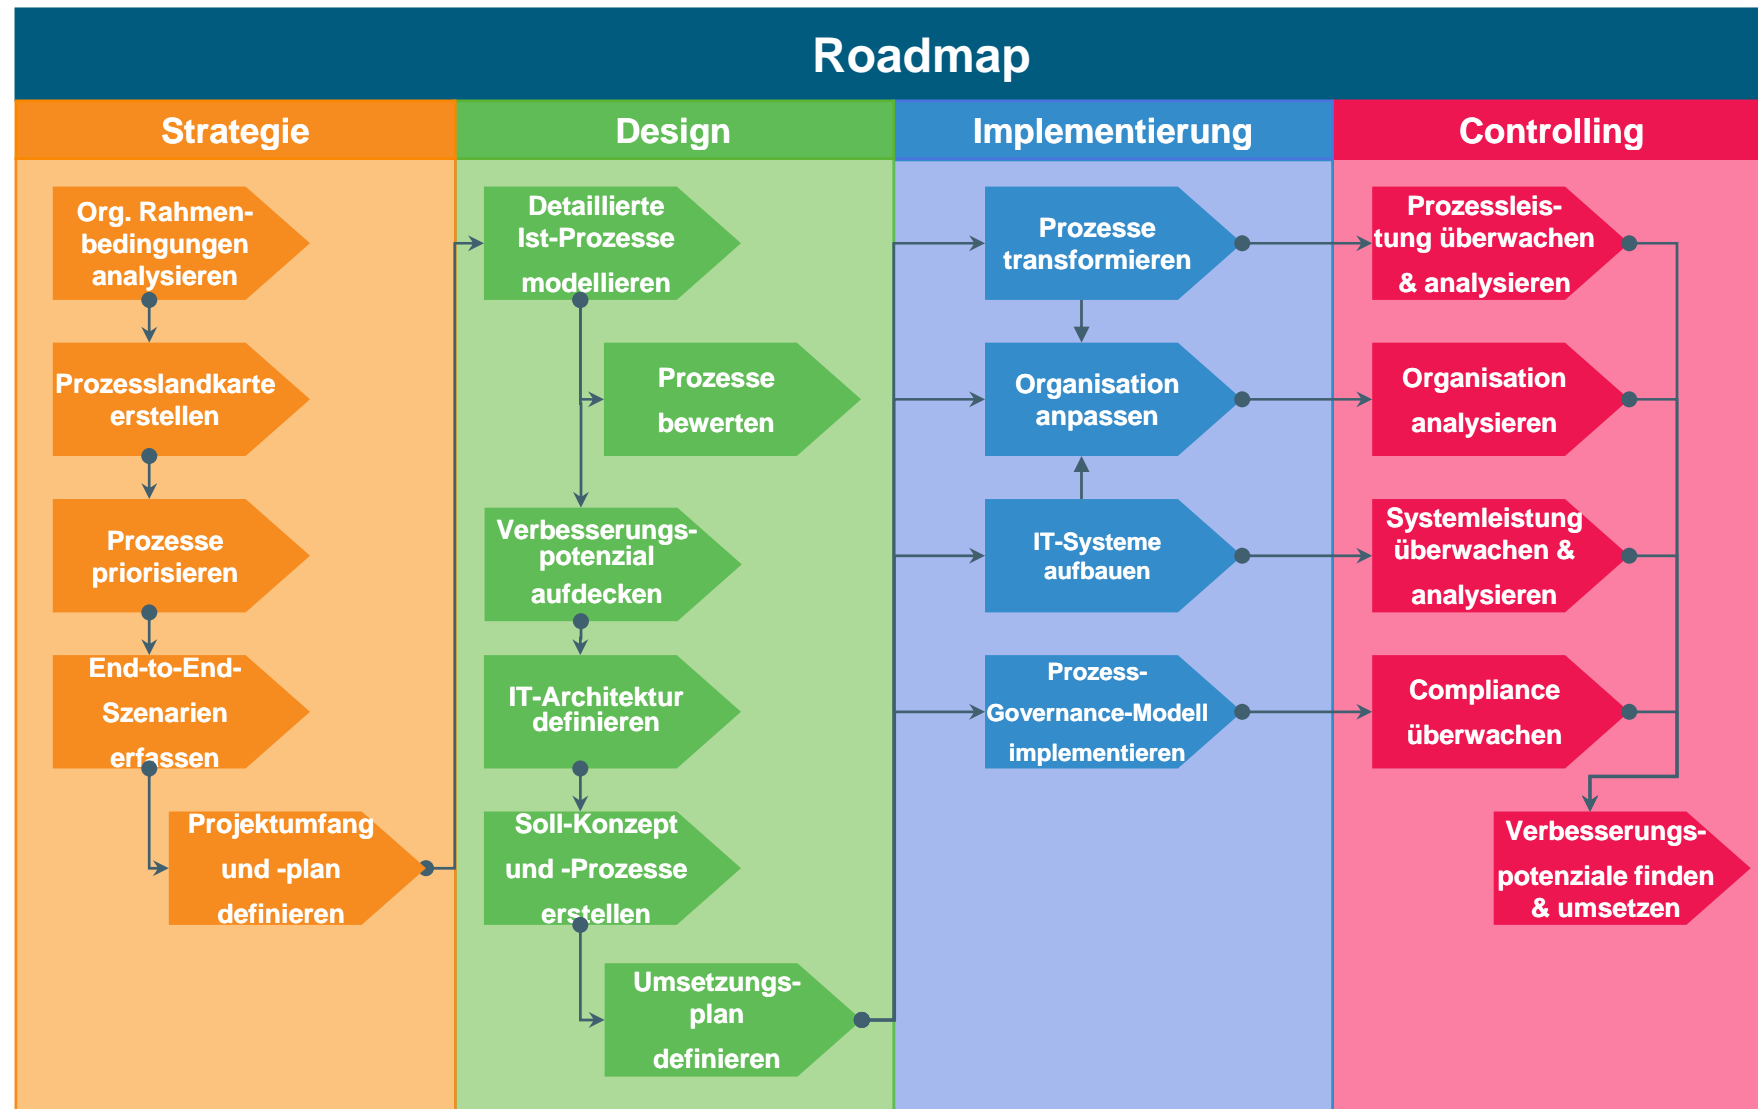 Roadmap
Strategie
Org. Rahmen-
bedingungen
analysieren
Prozesslandkarte
erstellen
Prozesse
priorisieren
End-to-End-
Szenarien
erfassen
Projektumfang
und -plan
definieren
Design
Detaillierte
Ist-Prozesse
modellieren
Prozesse
bewerten
Verbesserungs-
potenzial
aufdecken
IT-Architektur
definieren
Soll-Konzept
und -Prozesse
erstellen
Umsetzungs-
plan
definieren
Implementierung
Prozesse
transformieren
Organisation
anpassen
IT-Systeme
aufbauen
Prozess-
Governance-Modell
implementieren
Controlling
Prozessleis-
tung überwachen
& analysieren
Organisation
analysieren
Systemleistung
überwachen &
analysieren
Compliance
überwachen
Verbesserungs-
potenziale finden
& umsetzen